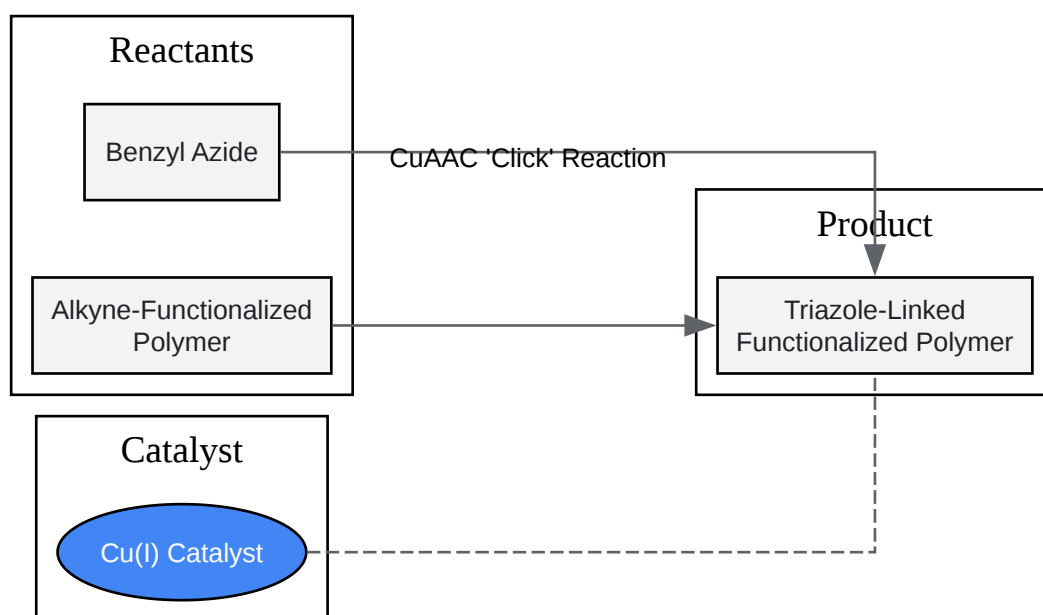 Reactants
Benzyl Azide
CuAAC 'Click' Reaction
Product
Alkyne-Functionalized
Polymer
Triazole-Linked
Functionalized Polymer
Catalyst
Cu(I) Catalyst